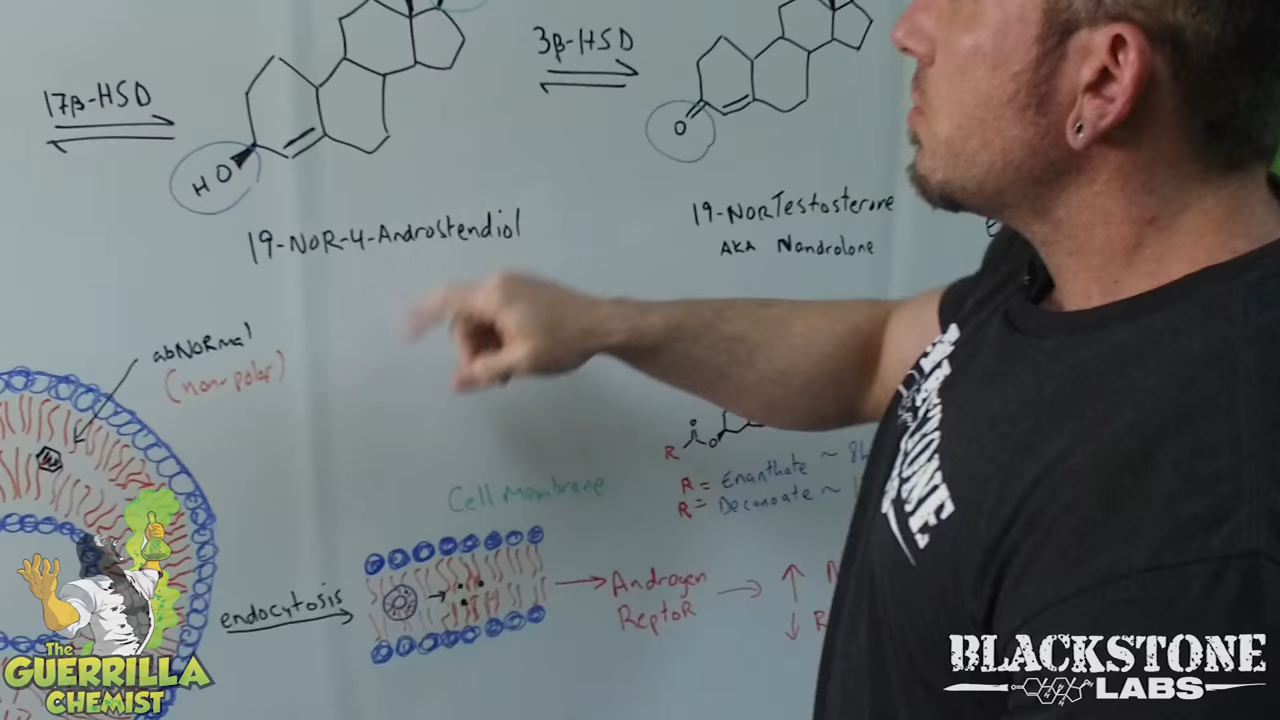 17β-HSD
3β-HSD
HO
O
19-NOR-4-Androstendiol
19-NORTestosterone
AKA Nandrolone
abNORmal
(non-polar)
Cell Membrane
R
O
R = Enanthate ~
R = Decanoate ~
endocytosis
Androgen
ReptoR
The
GUERRILLA
CHEMIST
BLACKSTONE
LABS